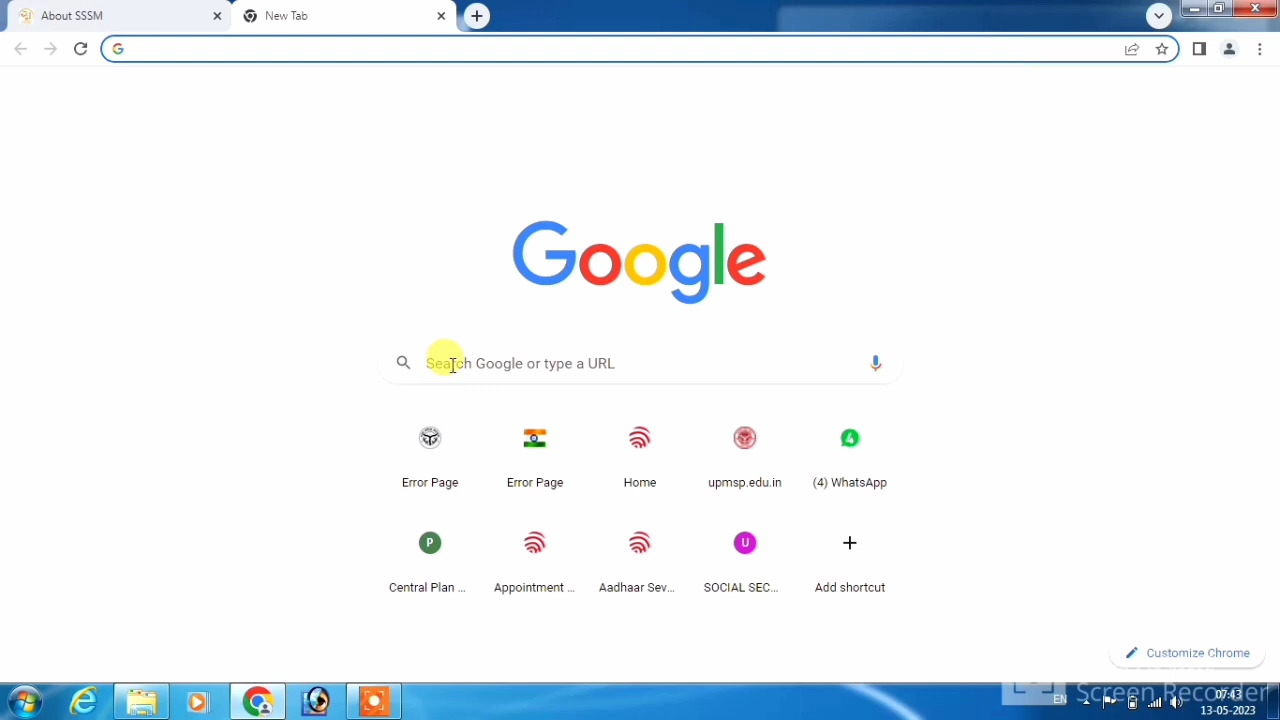 About SSSM
New Tab
Google
Search Google or type a URL
Error Page
Error Page
Home
upmsp.edu.in
(4) WhatsApp
P
U
Central Plan ...
Appointment ...
Aadhaar Sev...
SOCIAL SEC...
Add shortcut
Customize Chrome
EN
Screen Recorder
07:43
13-05-2023